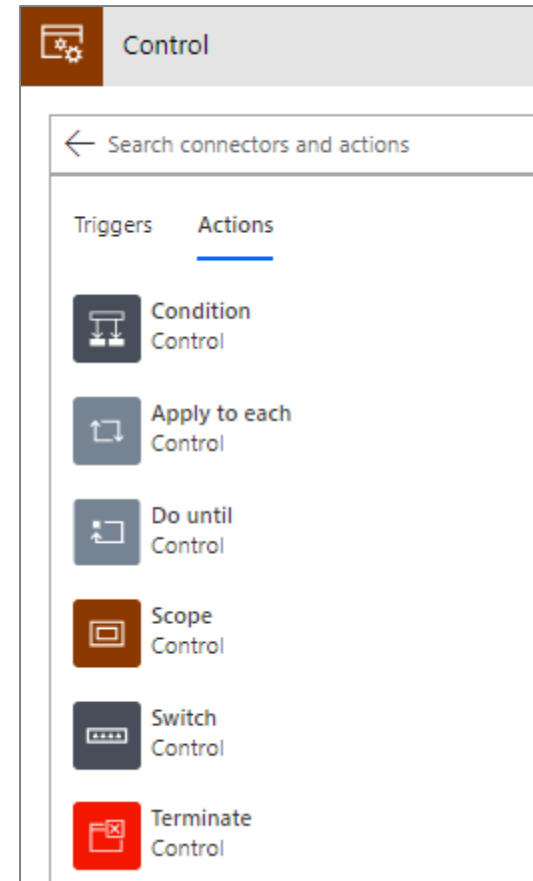 Control
Search connectors and actions
Triggers Actions
Condition
Control
Apply to each
Control
Do until
Control
Scope
Control
Switch
Control
Terminate
Control